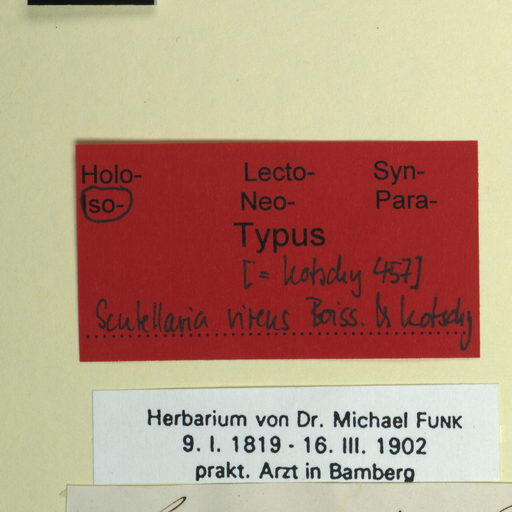 Holo- Lecto- Syn-
so- Neo- Para-
Typus
[= Kotschy 457]
Scutellaria virens Boiss. & Kotschy
Herbarium von Dr. Michael FUNK
9. I. 1819 - 16. III. 1902
prakt. Arzt in Bamberg